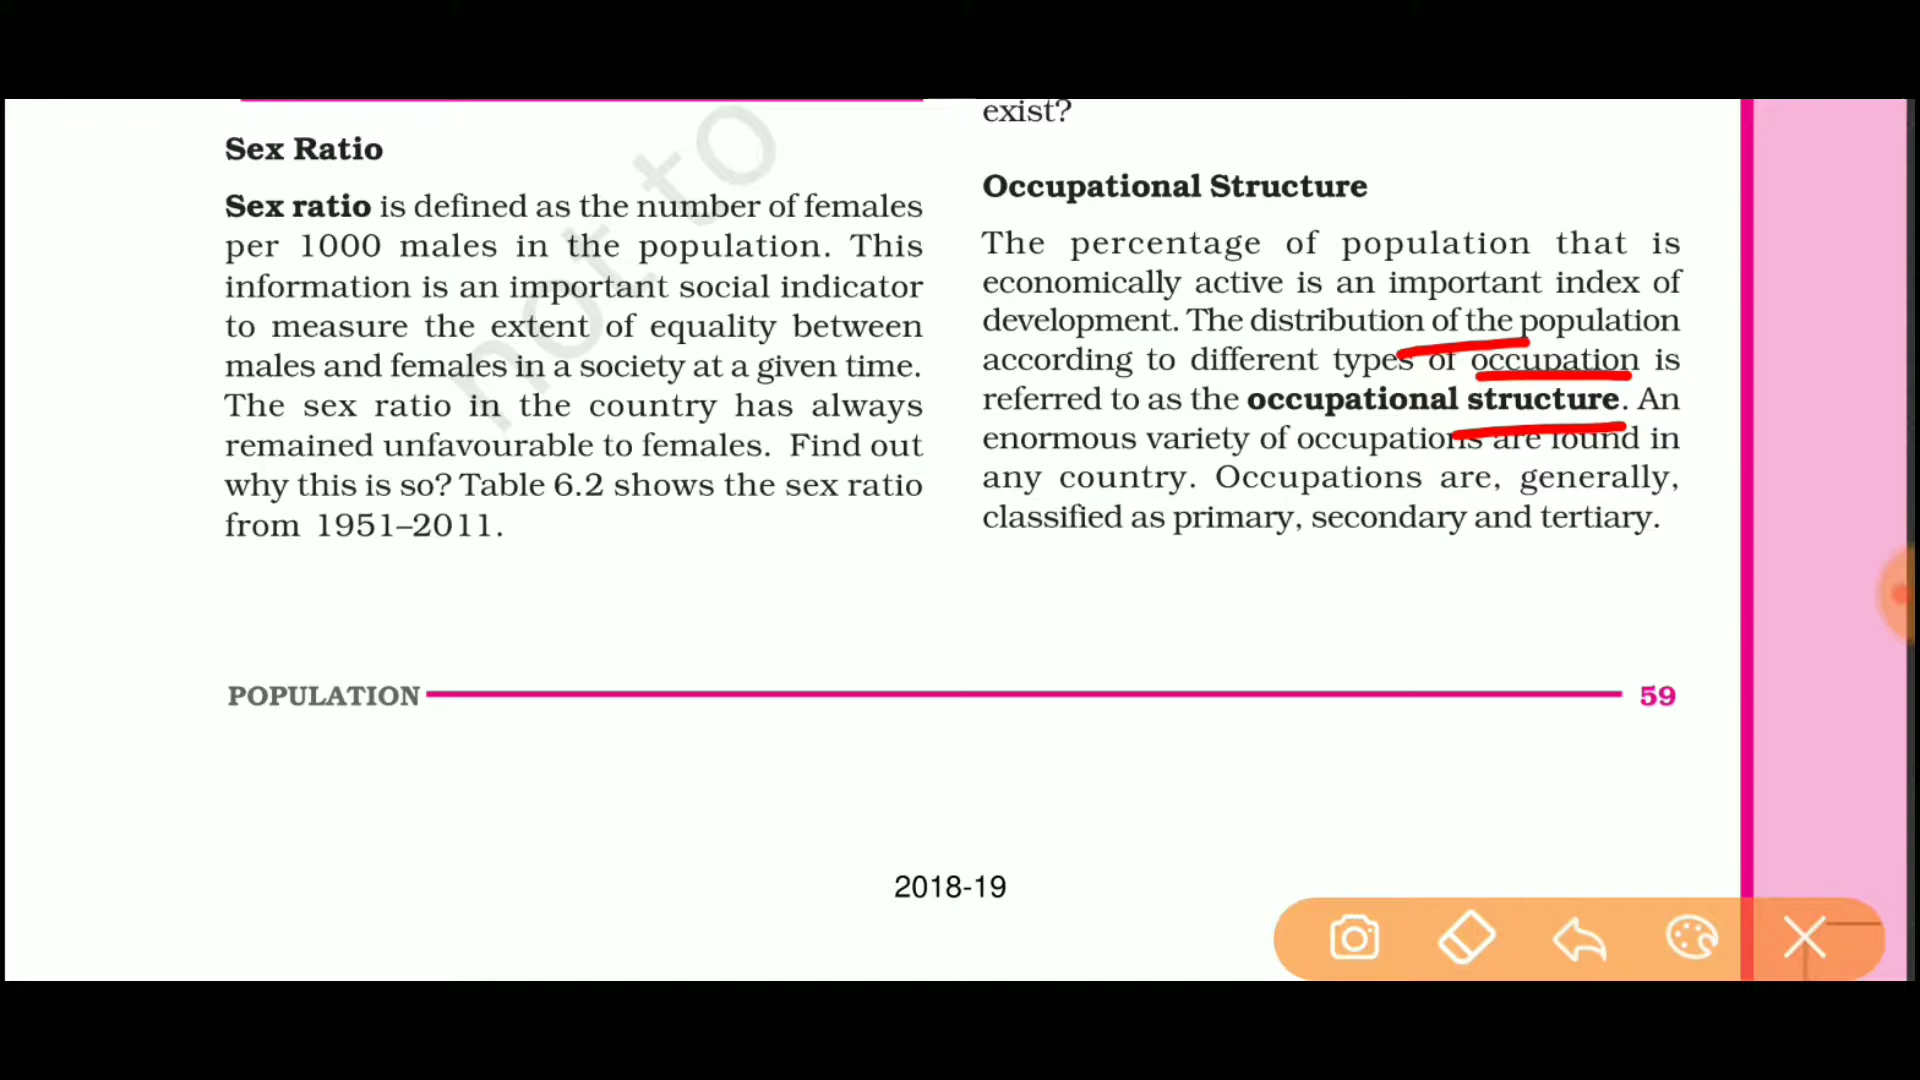 Sex Ratio
Sex ratio is defined as the number of females
per 1000 males in the population. This
information is an important social indicator
to measure the extent of equality between
males and females in a society at a given time.
The sex ratio in the country has always
remained unfavourable to females. Find out
why this is so? Table 6.2 shows the sex ratio
from 1951–2011.
exist?
Occupational Structure
The percentage of population that is
economically active is an important index of
development. The distribution of the population
according to different types of occupation is
referred to as the occupational structure. An
enormous variety of occupations are found in
any country. Occupations are, generally,
classified as primary, secondary and tertiary.
not to
POPULATION
59
2018-19